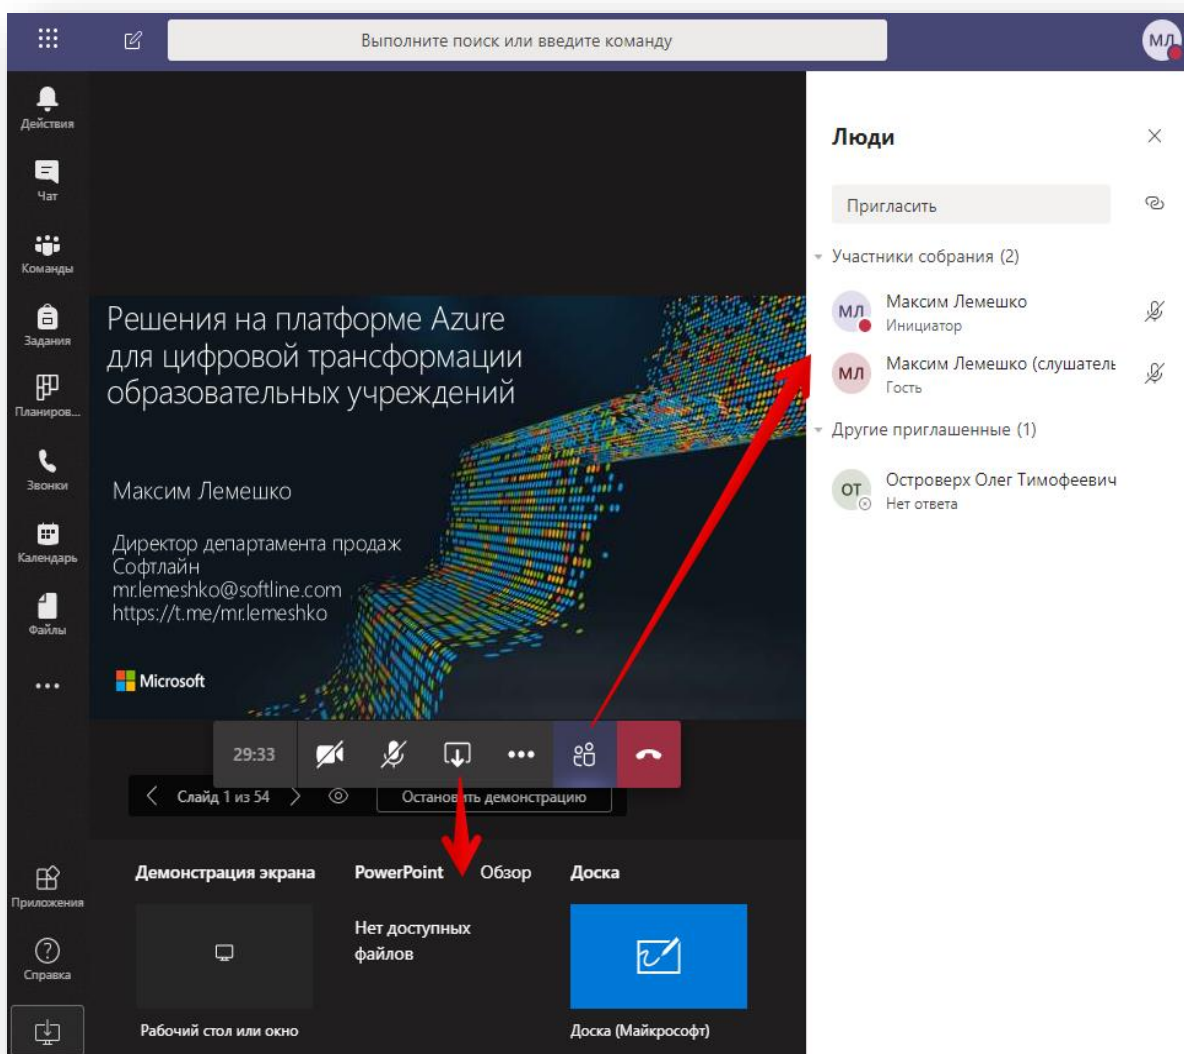 Выполните поиск или введите команду
МЛ
Действия
Чат
Команды
Задания
Планиров...
Звонки
Календарь
Файлы
Приложения
Справка
Решения на платформе Azure
для цифровой трансформации
образовательных учреждений
Максим Лемешко
Директор департамента продаж
Софтлайн
mr.lemeshko@softline.com
https://t.me/mr.lemeshko
Microsoft
29:33
Слайд 1 из 54
Остановить демонстрацию
Демонстрация экрана
PowerPoint
Обзор
Доска
Нет доступных
файлов
Рабочий стол или окно
Доска (Майкрософт)
Люди
Пригласить
Участники собрания (2)
МЛ
Максим Лемешко
Инициатор
МЛ
Максим Лемешко (слушатель
Гость
Другие приглашенные (1)
ОТ
Островерх Олег Тимофеевич
Нет ответа